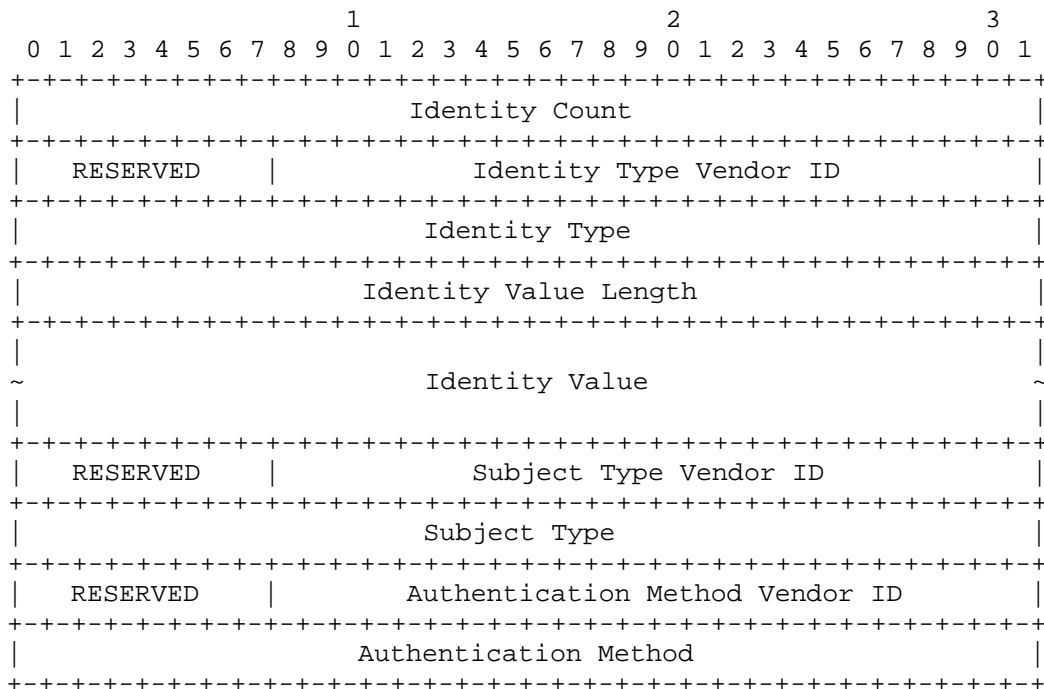 1                   2                   3
 0 1 2 3 4 5 6 7 8 9 0 1 2 3 4 5 6 7 8 9 0 1 2 3 4 5 6 7 8 9 0 1
+-+-+-+-+-+-+-+-+-+-+-+-+-+-+-+-+-+-+-+-+-+-+-+-+-+-+-+-+-+-+-+-+
|                         Identity Count                         |
+-+-+-+-+-+-+-+-+-+-+-+-+-+-+-+-+-+-+-+-+-+-+-+-+-+-+-+-+-+-+-+-+
|   RESERVED    |            Identity Type Vendor ID            |
+-+-+-+-+-+-+-+-+-+-+-+-+-+-+-+-+-+-+-+-+-+-+-+-+-+-+-+-+-+-+-+-+
|                          Identity Type                         |
+-+-+-+-+-+-+-+-+-+-+-+-+-+-+-+-+-+-+-+-+-+-+-+-+-+-+-+-+-+-+-+-+
|                      Identity Value Length                     |
+-+-+-+-+-+-+-+-+-+-+-+-+-+-+-+-+-+-+-+-+-+-+-+-+-+-+-+-+-+-+-+-+
|                                                                |
~                          Identity Value                        ~
|                                                                |
+-+-+-+-+-+-+-+-+-+-+-+-+-+-+-+-+-+-+-+-+-+-+-+-+-+-+-+-+-+-+-+-+
|   RESERVED    |            Subject Type Vendor ID             |
+-+-+-+-+-+-+-+-+-+-+-+-+-+-+-+-+-+-+-+-+-+-+-+-+-+-+-+-+-+-+-+-+
|                          Subject Type                          |
+-+-+-+-+-+-+-+-+-+-+-+-+-+-+-+-+-+-+-+-+-+-+-+-+-+-+-+-+-+-+-+-+
|   RESERVED    |        Authentication Method Vendor ID        |
+-+-+-+-+-+-+-+-+-+-+-+-+-+-+-+-+-+-+-+-+-+-+-+-+-+-+-+-+-+-+-+-+
|                      Authentication Method                     |
+-+-+-+-+-+-+-+-+-+-+-+-+-+-+-+-+-+-+-+-+-+-+-+-+-+-+-+-+-+-+-+-+